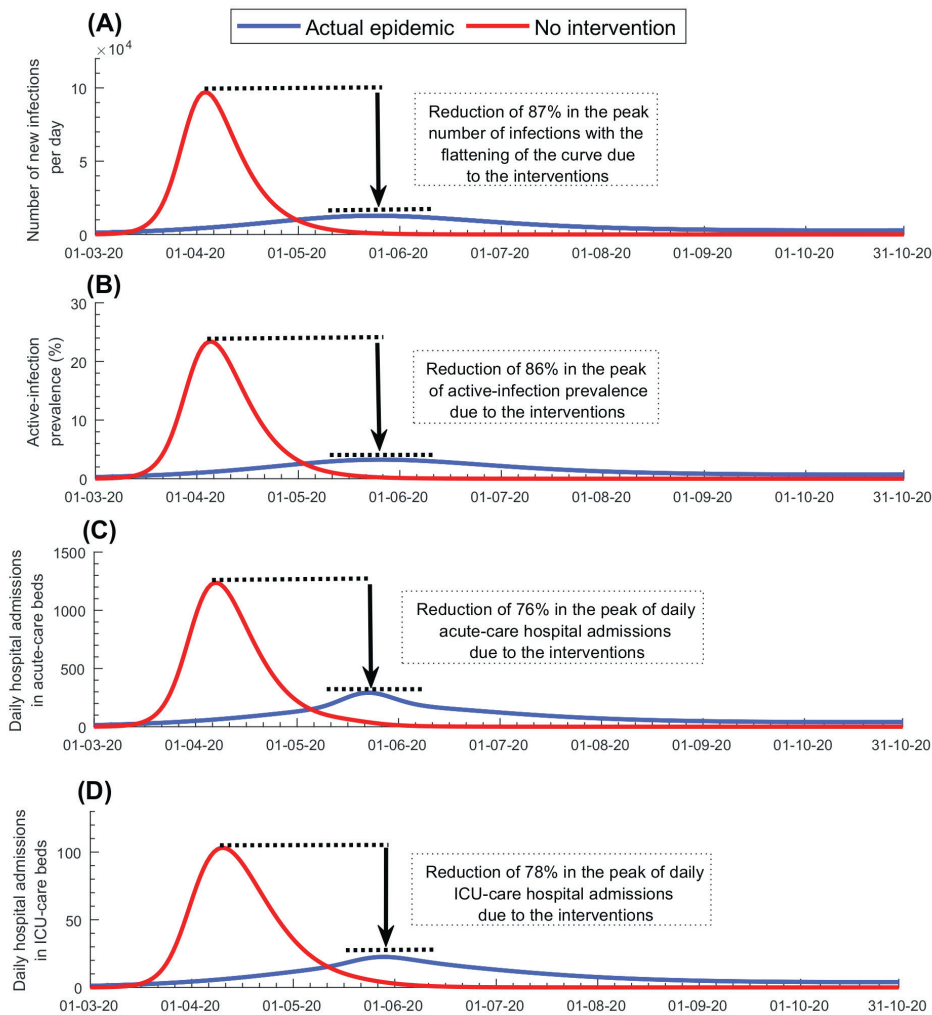 (A)
Actual epidemic No intervention
× 10⁴
Number of new infections
per day
10
5
0
Reduction of 87% in the peak
number of infections with the
flattening of the curve due
to the interventions
01-03-20 01-04-20 01-05-20 01-06-20 01-07-20 01-08-20 01-09-20 01-10-20 31-10-20
(B)
Active-infection
prevalence (%)
30
20
10
0
Reduction of 86% in the peak
of active-infection prevalence
due to the interventions
01-03-20 01-04-20 01-05-20 01-06-20 01-07-20 01-08-20 01-09-20 01-10-20 31-10-20
(C)
Daily hospital admissions
in acute-care beds
1500
1000
500
0
Reduction of 76% in the peak of daily
acute-care hospital admissions
due to the interventions
01-03-20 01-04-20 01-05-20 01-06-20 01-07-20 01-08-20 01-09-20 01-10-20 31-10-20
(D)
Daily hospital admissions
in ICU-care beds
100
50
0
Reduction of 78% in the peak of daily
ICU-care hospital admissions
due to the interventions
01-03-20 01-04-20 01-05-20 01-06-20 01-07-20 01-08-20 01-09-20 01-10-20 31-10-20